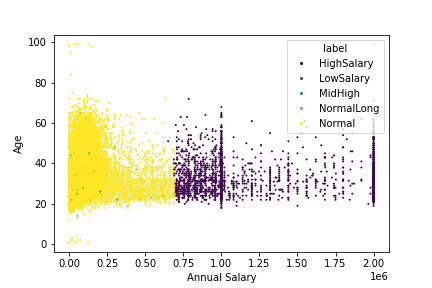 label
HighSalary
LowSalary
MidHigh
NormalLong
Normal
100
80
60
40
20
0
Age
0.00 0.25 0.50 0.75 1.00 1.25 1.50 1.75 2.00
1e6
Annual Salary